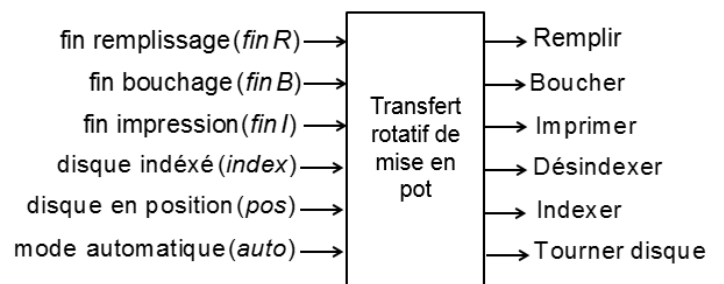 fin remplissage (fin R)
fin bouchage (fin B)
fin impression (fin I)
disque indéxé (index)
disque en position (pos)
mode automatique (auto)
Transfert
rotatif de
mise en
pot
Remplir
Boucher
Imprimer
Désindexer
Indexer
Tourner disque